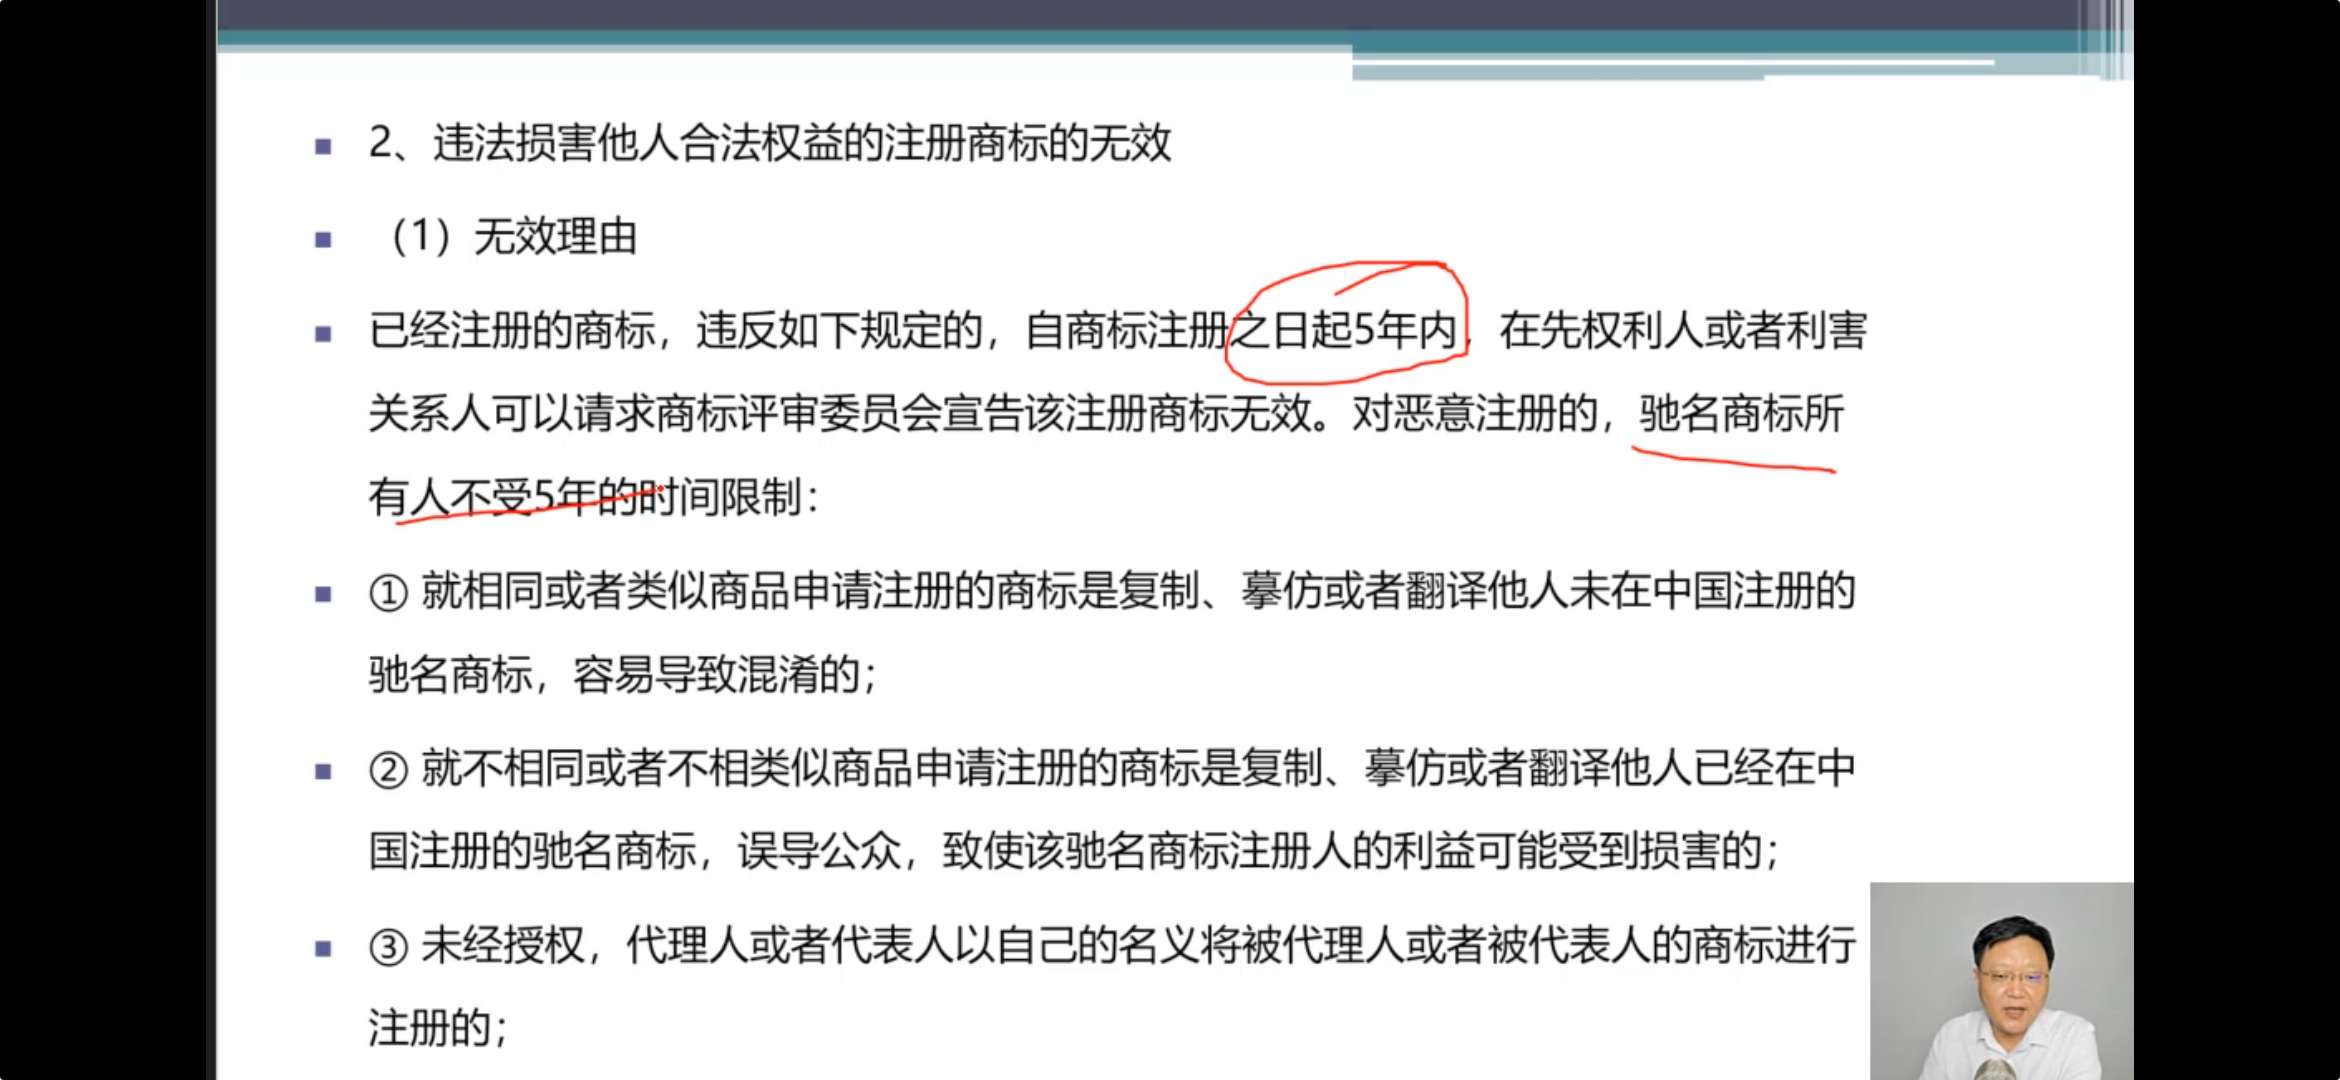 2、违法损害他人合法权益的注册商标的无效
（1）无效理由
已经注册的商标，违反如下规定的，自商标注册之日起5年内，在先权利人或者利害
关系人可以请求商标评审委员会宣告该注册商标无效。对恶意注册的，驰名商标所
有人不受5年的时间限制：
① 就相同或者类似商品申请注册的商标是复制、摹仿或者翻译他人未在中国注册的
驰名商标，容易导致混淆的；
② 就不相同或者不相类似商品申请注册的商标是复制、摹仿或者翻译他人已经在中
国注册的驰名商标，误导公众，致使该驰名商标注册人的利益可能受到损害的；
③ 未经授权，代理人或者代表人以自己的名义将被代理人或者被代表人的商标进行
注册的；